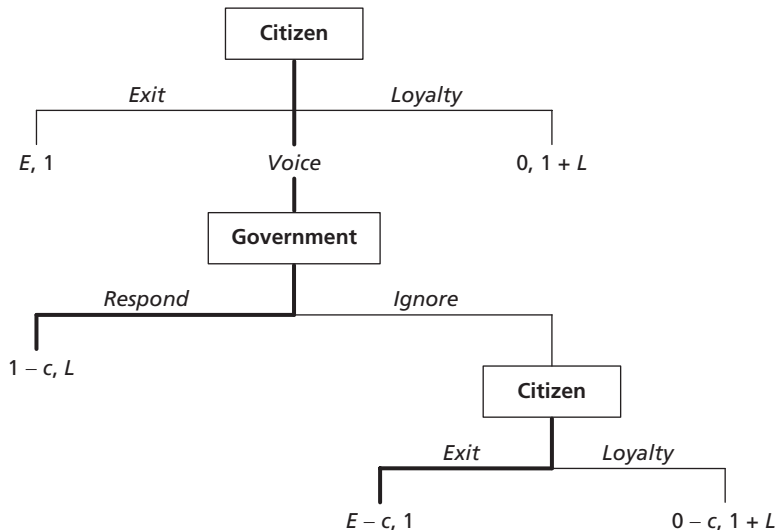 Citizen
Exit Loyalty
E, 1 Voice 0, 1 + L
Government
Respond Ignore
1 – c, L
Citizen
Exit Loyalty
E – c, 1 0 – c, 1 + L